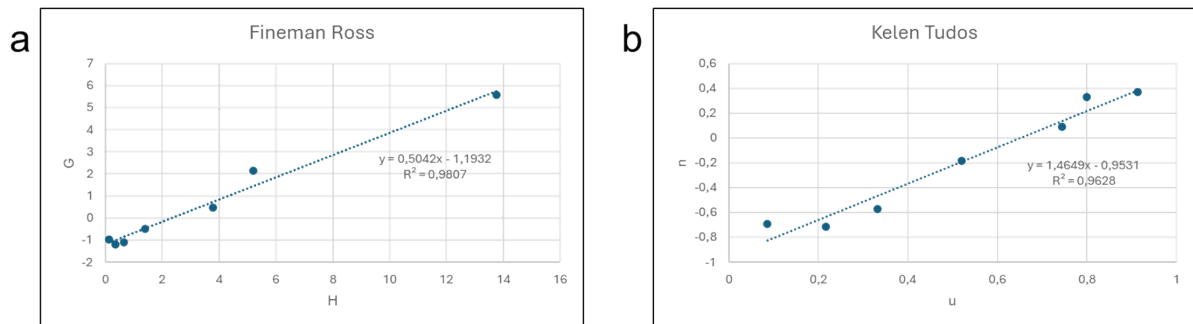 a
Fineman Ross
7
6
5
4
3
2
1
0
-1
-2
G
y = 0,5042x - 1,1932
R² = 0,9807
0 2 4 6 8 10 12 14 16
H
b
Kelen Tudos
0,6
0,4
0,2
0
-0,2
-0,4
-0,6
-0,8
-1
n
y = 1,4649x - 0,9531
R² = 0,9628
0 0,2 0,4 0,6 0,8 1
u